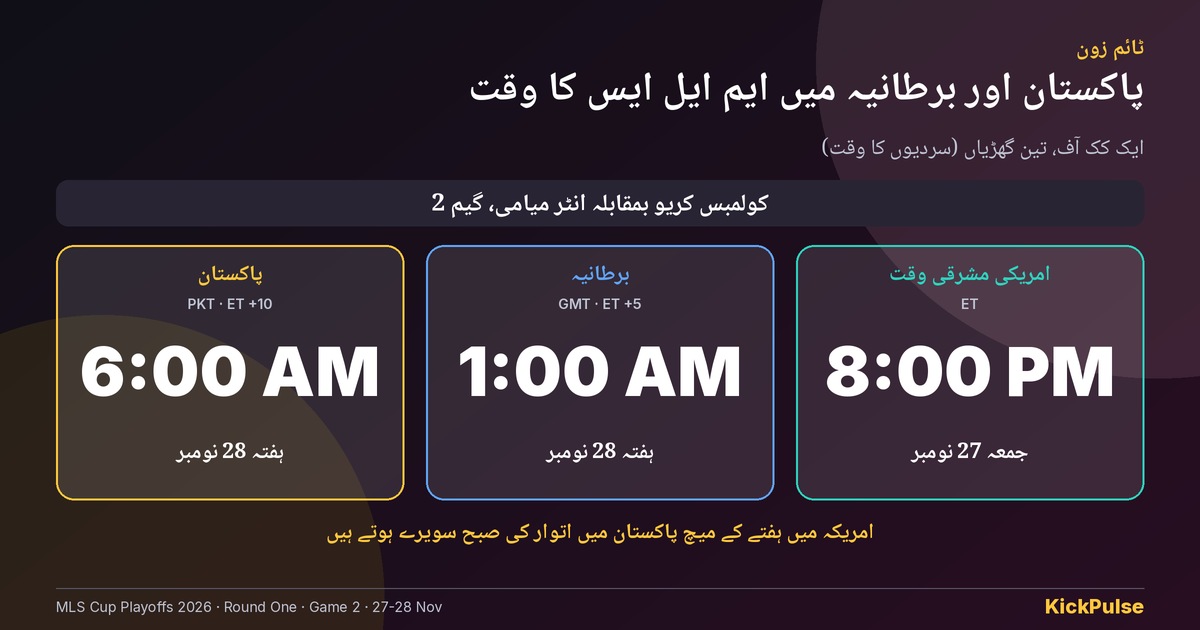 ٹائم زون
پاکستان اور برطانیہ میں ایم ایل ایس کا وقت
ایک کک آف، تین گھڑیاں (سردیوں کا وقت)
کولمبس کریو بمقابلہ انٹر میامی، گیم 2
امریکی مشرقی وقت
ET
8:00 PM
جمعہ 27 نومبر
برطانیہ
GMT · ET +5
1:00 AM
ہفتہ 28 نومبر
پاکستان
PKT · ET +10
6:00 AM
ہفتہ 28 نومبر
امریکہ میں ہفتے کے میچ پاکستان میں اتوار کی صبح سویرے ہوتے ہیں
MLS Cup Playoffs 2026 · Round One · Game 2 · 27-28 Nov
KickPulse